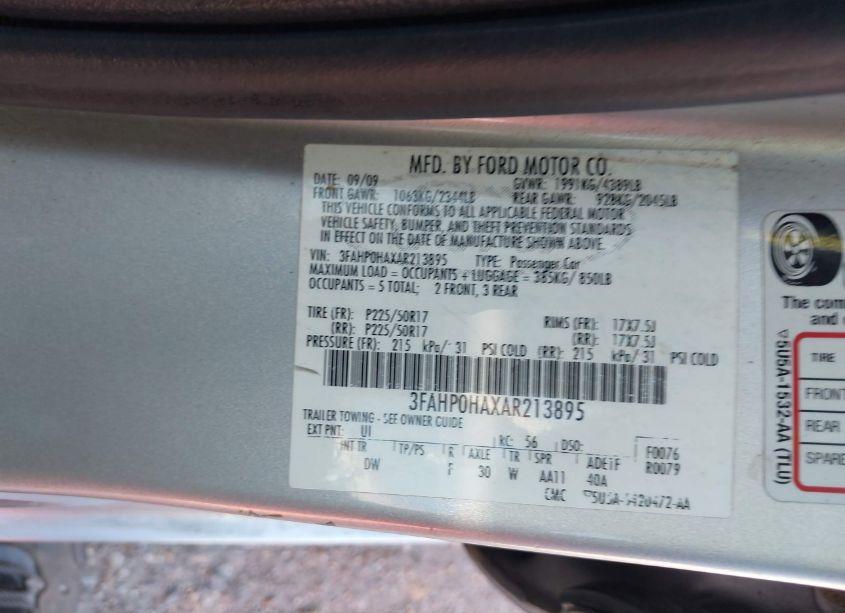 MFD. BY FORD MOTOR CO.
DATE: 09/09 GVWR: 1991KG/4389LB
FRONT GAWR: 1063KG/2344LB REAR GAWR: 928KG/2045LB
THIS VEHICLE CONFORMS TO ALL APPLICABLE FEDERAL MOTOR
VEHICLE SAFETY, BUMPER, AND THEFT PREVENTION STANDARDS
IN EFFECT ON THE DATE OF MANUFACTURE SHOWN ABOVE.
VIN: 3FAHP0HAXAR213895 TYPE: Passenger Car
MAXIMUM LOAD = OCCUPANTS + LUGGAGE = 385KG/ 850LB
OCCUPANTS = 5 TOTAL; 2 FRONT, 3 REAR
TIRE (FR): P225/50R17 RIMS (FR): 17X7.5J
(RR): P225/50R17 (RR): 17X7.5J
PRESSURE (FR): 215 kPa/ 31 PSI COLD (RR): 215 kPa/ 31 PSI COLD
3FAHP0HAXAR213895
TRAILER TOWING - SEE OWNER GUIDE
EXT PNT: UI RC: 56 DSO: F0076
INT TR TP/PS R AXLE TR SPR ADE1F R0079
DW F 30 W AA11 40A
CMC
The com
and
▽5U5A-1532-AA (TLU)
TIRE
FRONT
REAR
SPARE